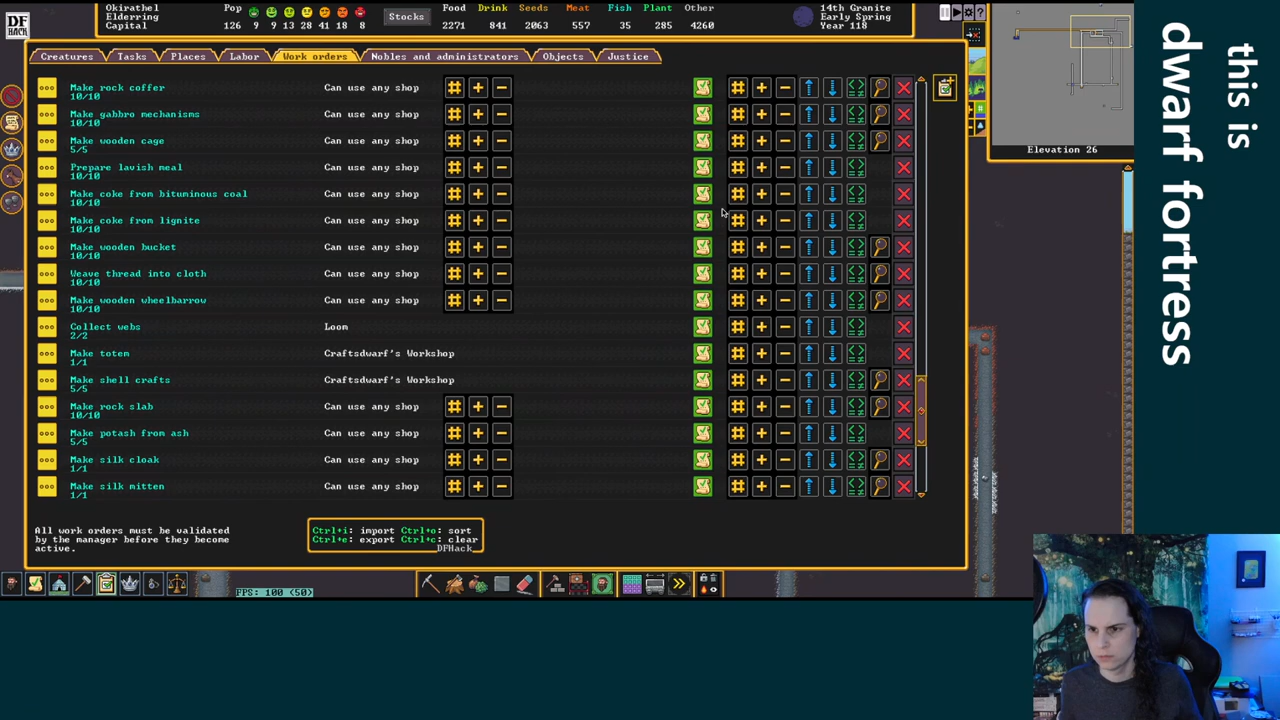 DF
HACK
Okirathel
Elderring
Capital
Pop
126 9 9 13 28 41 18 8
Stocks
Food Drink Seeds Meat Fish Plant Other
2271 841 2063 557 35 285 4260
14th Granite
Early Spring
Year 118
Creatures Tasks Places Labor Work orders Nobles and administrators Objects Justice
Make rock coffer Can use any shop
10/10
Make gabbro mechanisms Can use any shop
10/10
Make wooden cage Can use any shop
5/5
Prepare lavish meal Can use any shop
10/10
Make coke from bituminous coal Can use any shop
10/10
Make coke from lignite Can use any shop
10/10
Make wooden bucket Can use any shop
10/10
Weave thread into cloth Can use any shop
10/10
Make wooden wheelbarrow Can use any shop
10/10
Collect webs Loom
2/2
Make totem Craftsdwarf's Workshop
1/1
Make shell crafts Craftsdwarf's Workshop
5/5
Make rock slab Can use any shop
10/10
Make potash from ash Can use any shop
5/5
Make silk cloak Can use any shop
1/1
Make silk mitten Can use any shop
1/1
All work orders must be validated
by the manager before they become
active.
Ctrl+i: import Ctrl+o: sort
Ctrl+e: export Ctrl+c: clear
DFHack
FPS: 100 (50)
Elevation 26
this is
dwarf fortress